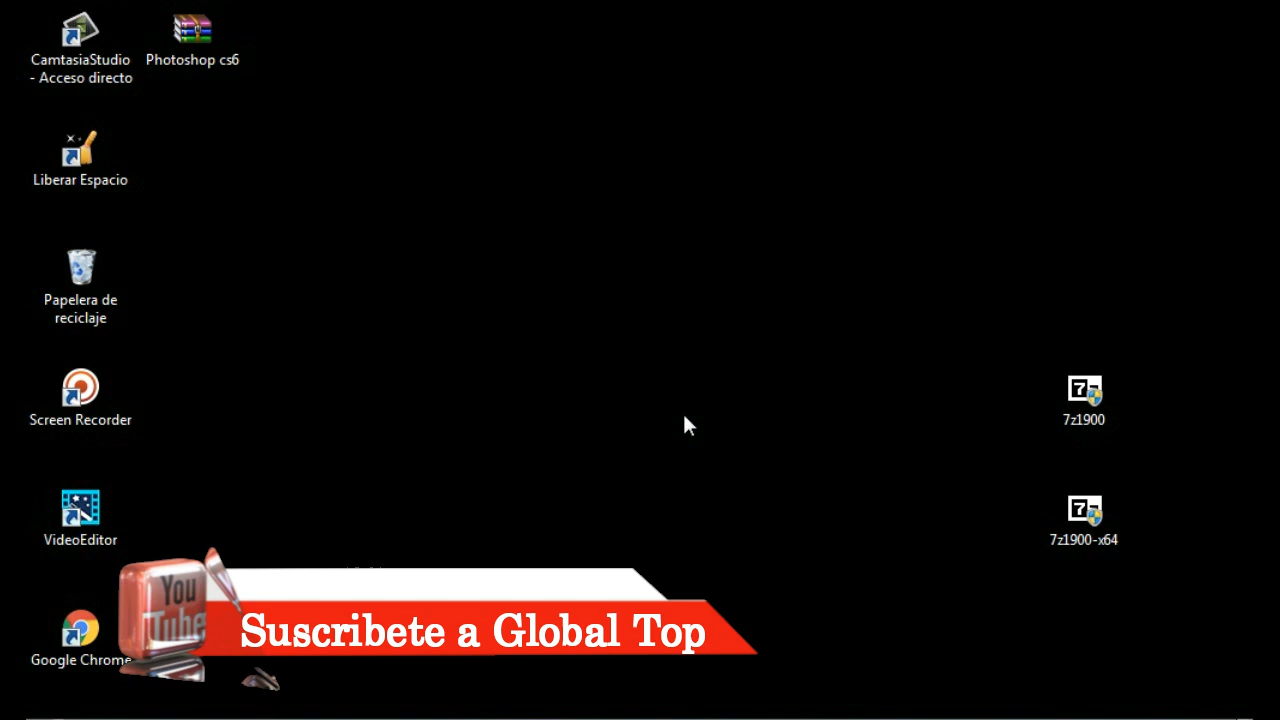 CamtasiaStudio
- Acceso directo
Photoshop cs6
Liberar Espacio
Papelera de
reciclaje
Screen Recorder
7z1900
VideoEditor
7z1900-x64
You
Tube
Suscribete a Global Top
Google Chrome